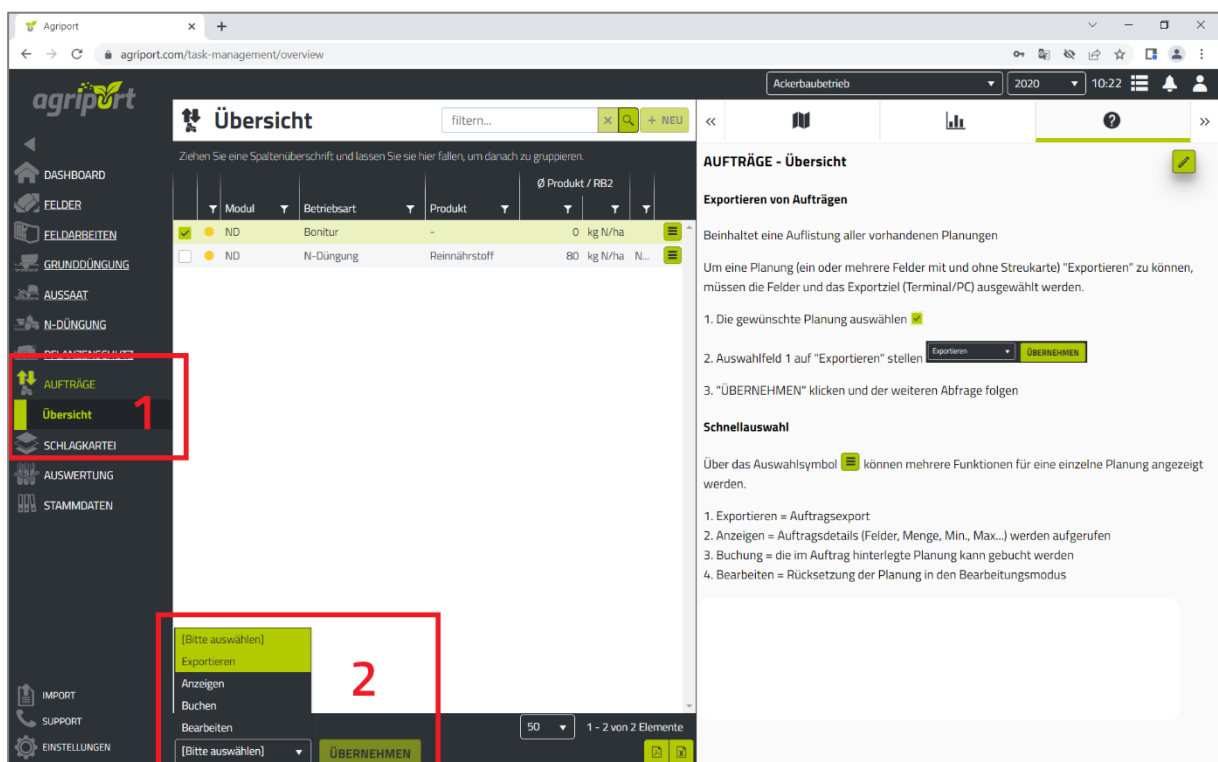 Agriport
agriport.com/task-management/overview
agriport
Ackerbaubetrieb
2020
10:22
DASHBOARD
FELDER
FELDARBEITEN
GRUNDDÜNGUNG
AUSSAAT
N-DÜNGUNG
PFLANZENSCHUTZ
AUFTRÄGE
Übersicht
1
SCHLAGKARTEI
AUSWERTUNG
STAMMDATEN
IMPORT
SUPPORT
EINSTELLUNGEN
Übersicht
filtern...
+ NEU
Ziehen Sie eine Spaltenüberschrift und lassen Sie sie hier fallen, um danach zu gruppieren.
Ø Produkt / RB2
Modul Betriebsart Produkt
ND Bonitur - 0 kg N/ha
ND N-Düngung Reinnährstoff 80 kg N/ha N...
[Bitte auswählen]
Exportieren
Anzeigen
Buchen
Bearbeiten
2
[Bitte auswählen] ÜBERNEHMEN
50 1 - 2 von 2 Elemente
AUFTRÄGE - Übersicht
Exportieren von Aufträgen
Beinhaltet eine Auflistung aller vorhandenen Planungen
Um eine Planung (ein oder mehrere Felder mit und ohne Streukarte) "Exportieren" zu können,
müssen die Felder und das Exportziel (Terminal/PC) ausgewählt werden.
1. Die gewünschte Planung auswählen
2. Auswahlfeld 1 auf "Exportieren" stellen Exportieren ÜBERNEHMEN
3. "ÜBERNEHMEN" klicken und der weiteren Abfrage folgen
Schnellauswahl
Über das Auswahlsymbol können mehrere Funktionen für eine einzelne Planung angezeigt
werden.
1. Exportieren = Auftragsexport
2. Anzeigen = Auftragsdetails (Felder, Menge, Min., Max...) werden aufgerufen
3. Buchung = die im Auftrag hinterlegte Planung kann gebucht werden
4. Bearbeiten = Rücksetzung der Planung in den Bearbeitungsmodus